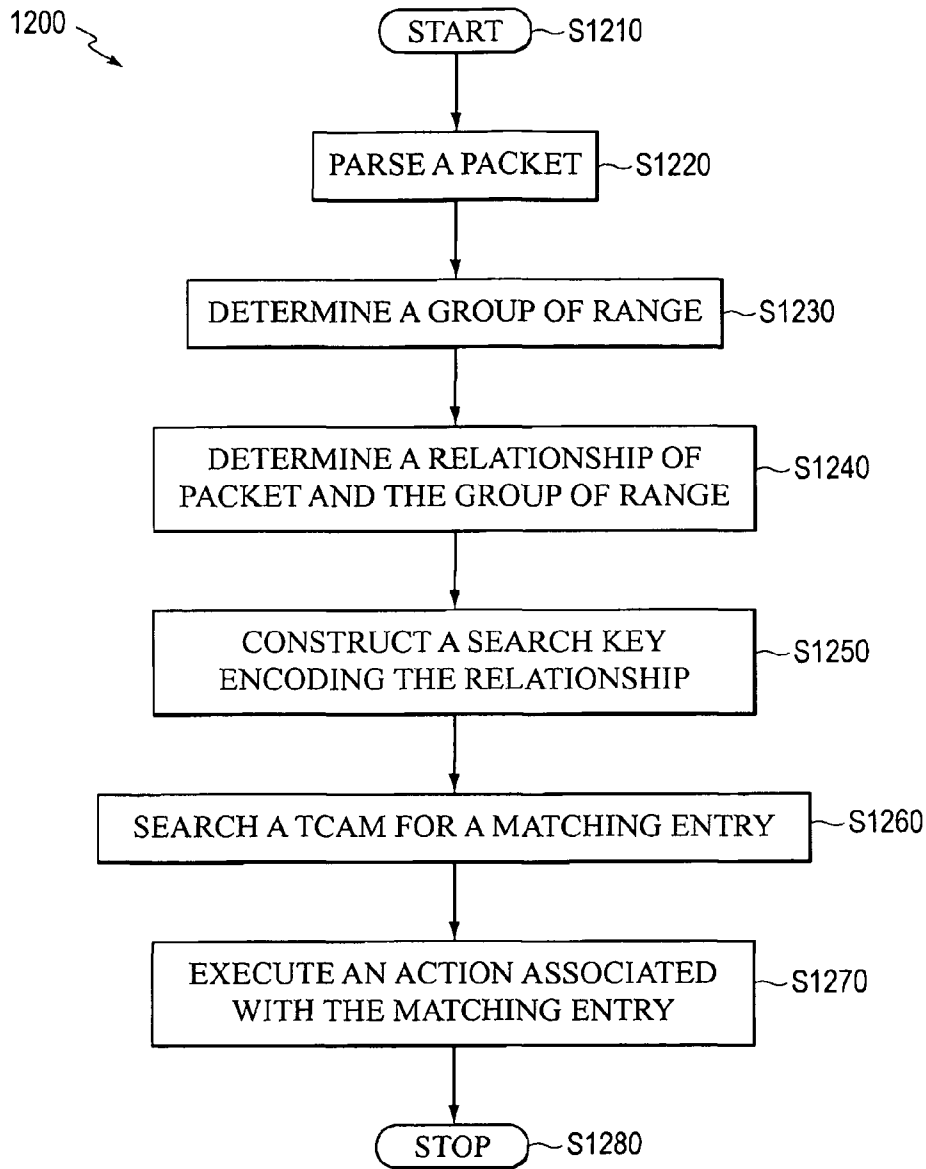 1200
START
S1210
PARSE A PACKET
S1220
DETERMINE A GROUP OF RANGE
S1230
DETERMINE A RELATIONSHIP OF
PACKET AND THE GROUP OF RANGE
S1240
CONSTRUCT A SEARCH KEY
ENCODING THE RELATIONSHIP
S1250
SEARCH A TCAM FOR A MATCHING ENTRY
S1260
EXECUTE AN ACTION ASSOCIATED
WITH THE MATCHING ENTRY
S1270
STOP
S1280